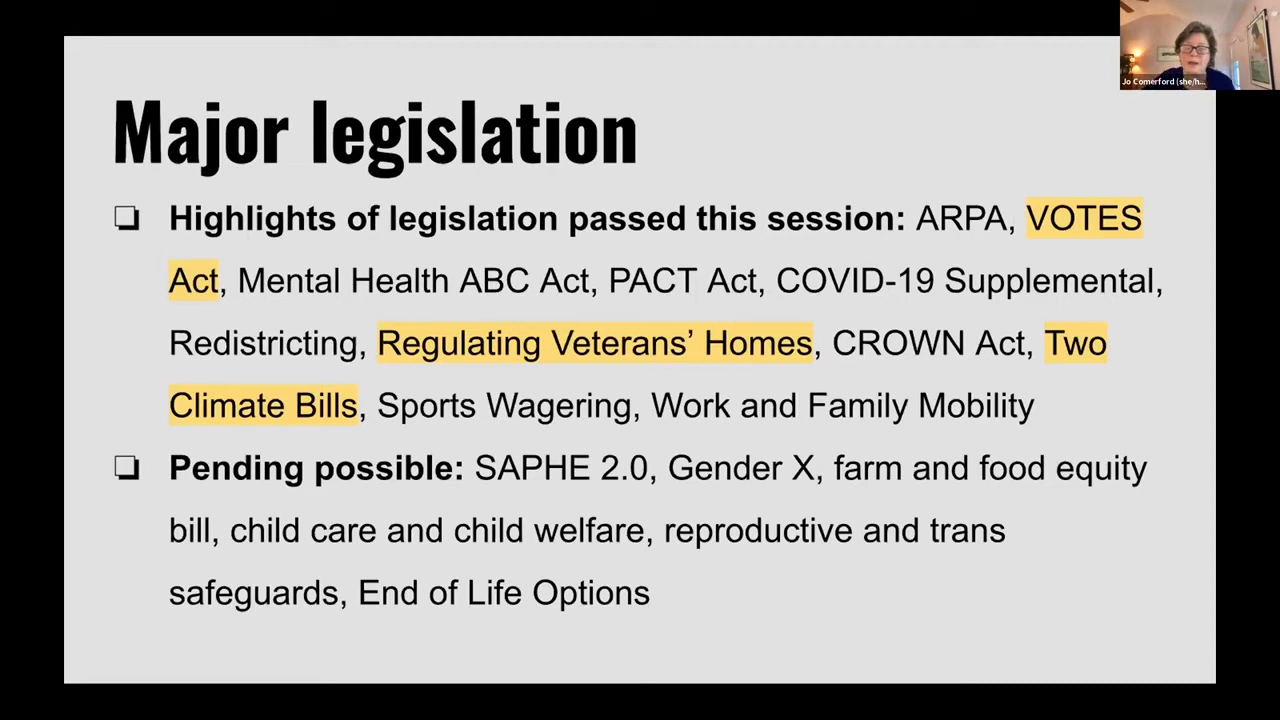 Major legislation
❏ Highlights of legislation passed this session: ARPA, VOTES
Act, Mental Health ABC Act, PACT Act, COVID-19 Supplemental,
Redistricting, Regulating Veterans’ Homes, CROWN Act, Two
Climate Bills, Sports Wagering, Work and Family Mobility
❏ Pending possible: SAPHE 2.0, Gender X, farm and food equity
bill, child care and child welfare, reproductive and trans
safeguards, End of Life Options
Jo Comerford (she/h...